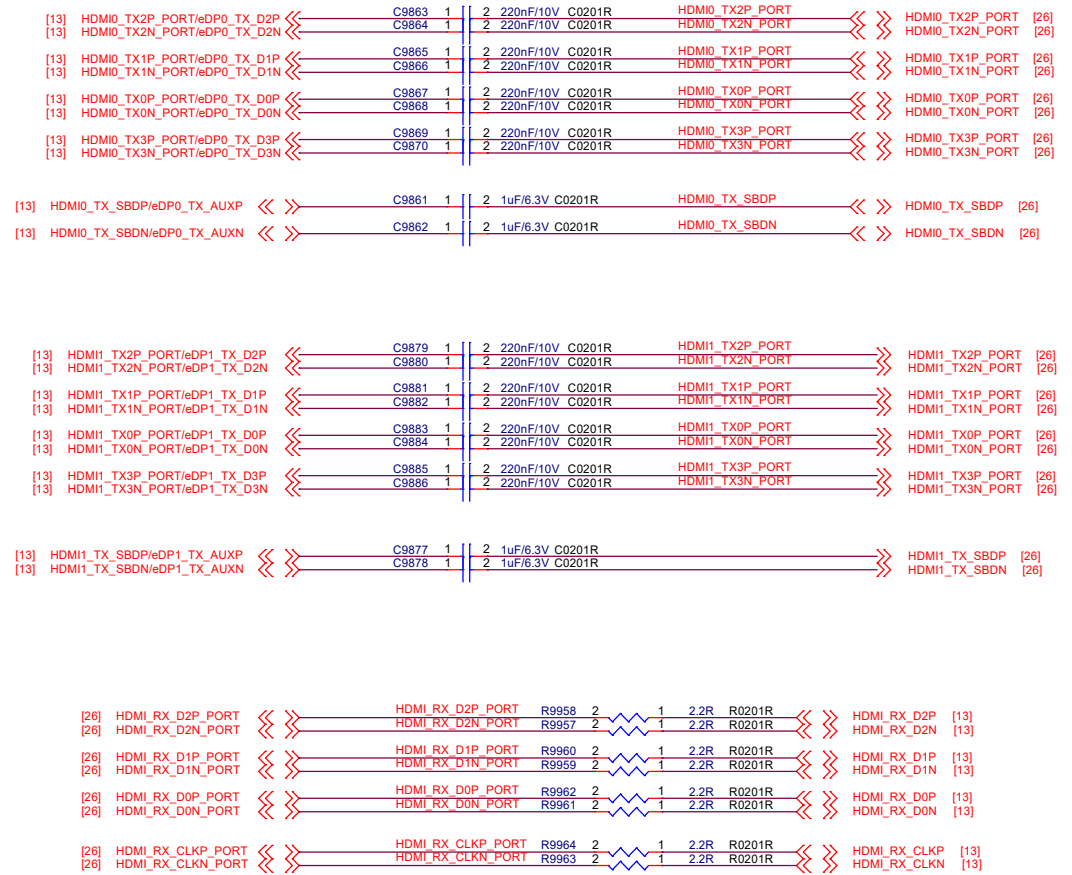 [13] HDMI0_TX2P_PORT/eDP0_TX_D2P C9863 1 2 220nF/10V C0201R HDMI0_TX2P_PORT HDMI0_TX2P_PORT [26]
[13] HDMI0_TX2N_PORT/eDP0_TX_D2N C9864 1 2 220nF/10V C0201R HDMI0_TX2N_PORT HDMI0_TX2N_PORT [26]
[13] HDMI0_TX1P_PORT/eDP0_TX_D1P C9865 1 2 220nF/10V C0201R HDMI0_TX1P_PORT HDMI0_TX1P_PORT [26]
[13] HDMI0_TX1N_PORT/eDP0_TX_D1N C9866 1 2 220nF/10V C0201R HDMI0_TX1N_PORT HDMI0_TX1N_PORT [26]
[13] HDMI0_TX0P_PORT/eDP0_TX_D0P C9867 1 2 220nF/10V C0201R HDMI0_TX0P_PORT HDMI0_TX0P_PORT [26]
[13] HDMI0_TX0N_PORT/eDP0_TX_D0N C9868 1 2 220nF/10V C0201R HDMI0_TX0N_PORT HDMI0_TX0N_PORT [26]
[13] HDMI0_TX3P_PORT/eDP0_TX_D3P C9869 1 2 220nF/10V C0201R HDMI0_TX3P_PORT HDMI0_TX3P_PORT [26]
[13] HDMI0_TX3N_PORT/eDP0_TX_D3N C9870 1 2 220nF/10V C0201R HDMI0_TX3N_PORT HDMI0_TX3N_PORT [26]
[13] HDMI0_TX_SBDP/eDP0_TX_AUXP C9861 1 2 1uF/6.3V C0201R HDMI0_TX_SBDP HDMI0_TX_SBDP [26]
[13] HDMI0_TX_SBDN/eDP0_TX_AUXN C9862 1 2 1uF/6.3V C0201R HDMI0_TX_SBDN HDMI0_TX_SBDN [26]
[13] HDMI1_TX2P_PORT/eDP1_TX_D2P C9879 1 2 220nF/10V C0201R HDMI1_TX2P_PORT HDMI1_TX2P_PORT [26]
[13] HDMI1_TX2N_PORT/eDP1_TX_D2N C9880 1 2 220nF/10V C0201R HDMI1_TX2N_PORT HDMI1_TX2N_PORT [26]
[13] HDMI1_TX1P_PORT/eDP1_TX_D1P C9881 1 2 220nF/10V C0201R HDMI1_TX1P_PORT HDMI1_TX1P_PORT [26]
[13] HDMI1_TX1N_PORT/eDP1_TX_D1N C9882 1 2 220nF/10V C0201R HDMI1_TX1N_PORT HDMI1_TX1N_PORT [26]
[13] HDMI1_TX0P_PORT/eDP1_TX_D0P C9883 1 2 220nF/10V C0201R HDMI1_TX0P_PORT HDMI1_TX0P_PORT [26]
[13] HDMI1_TX0N_PORT/eDP1_TX_D0N C9884 1 2 220nF/10V C0201R HDMI1_TX0N_PORT HDMI1_TX0N_PORT [26]
[13] HDMI1_TX3P_PORT/eDP1_TX_D3P C9885 1 2 220nF/10V C0201R HDMI1_TX3P_PORT HDMI1_TX3P_PORT [26]
[13] HDMI1_TX3N_PORT/eDP1_TX_D3N C9886 1 2 220nF/10V C0201R HDMI1_TX3N_PORT HDMI1_TX3N_PORT [26]
[13] HDMI1_TX_SBDP/eDP1_TX_AUXP C9877 1 2 1uF/6.3V C0201R HDMI1_TX_SBDP [26]
[13] HDMI1_TX_SBDN/eDP1_TX_AUXN C9878 1 2 1uF/6.3V C0201R HDMI1_TX_SBDN [26]
[26] HDMI_RX_D2P_PORT HDMI_RX_D2P_PORT R9958 2 1 2.2R R0201R HDMI_RX_D2P [13]
[26] HDMI_RX_D2N_PORT HDMI_RX_D2N_PORT R9957 2 1 2.2R R0201R HDMI_RX_D2N [13]
[26] HDMI_RX_D1P_PORT HDMI_RX_D1P_PORT R9960 2 1 2.2R R0201R HDMI_RX_D1P [13]
[26] HDMI_RX_D1N_PORT HDMI_RX_D1N_PORT R9959 2 1 2.2R R0201R HDMI_RX_D1N [13]
[26] HDMI_RX_D0P_PORT HDMI_RX_D0P_PORT R9962 2 1 2.2R R0201R HDMI_RX_D0P [13]
[26] HDMI_RX_D0N_PORT HDMI_RX_D0N_PORT R9961 2 1 2.2R R0201R HDMI_RX_D0N [13]
[26] HDMI_RX_CLKP_PORT HDMI_RX_CLKP_PORT R9964 2 1 2.2R R0201R HDMI_RX_CLKP [13]
[26] HDMI_RX_CLKN_PORT HDMI_RX_CLKN_PORT R9963 2 1 2.2R R0201R HDMI_RX_CLKN [13]